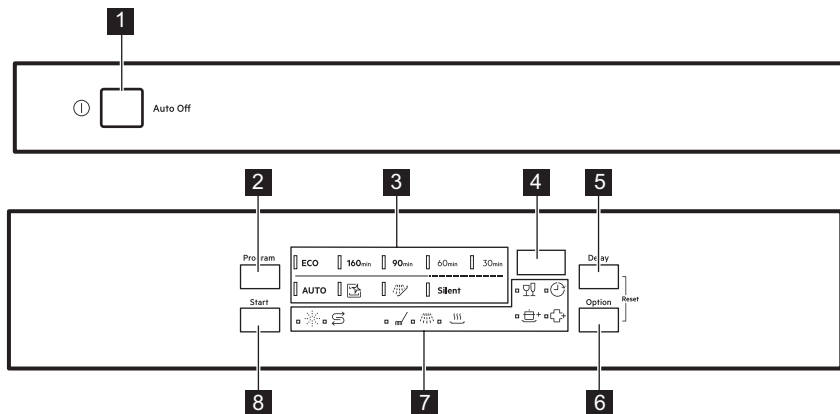 1
Auto Off
2
3
4
5
Program
ECO 160min 90min 60min 30min
Delay
AUTO Silent
Start
Option
Reset
8
7
6